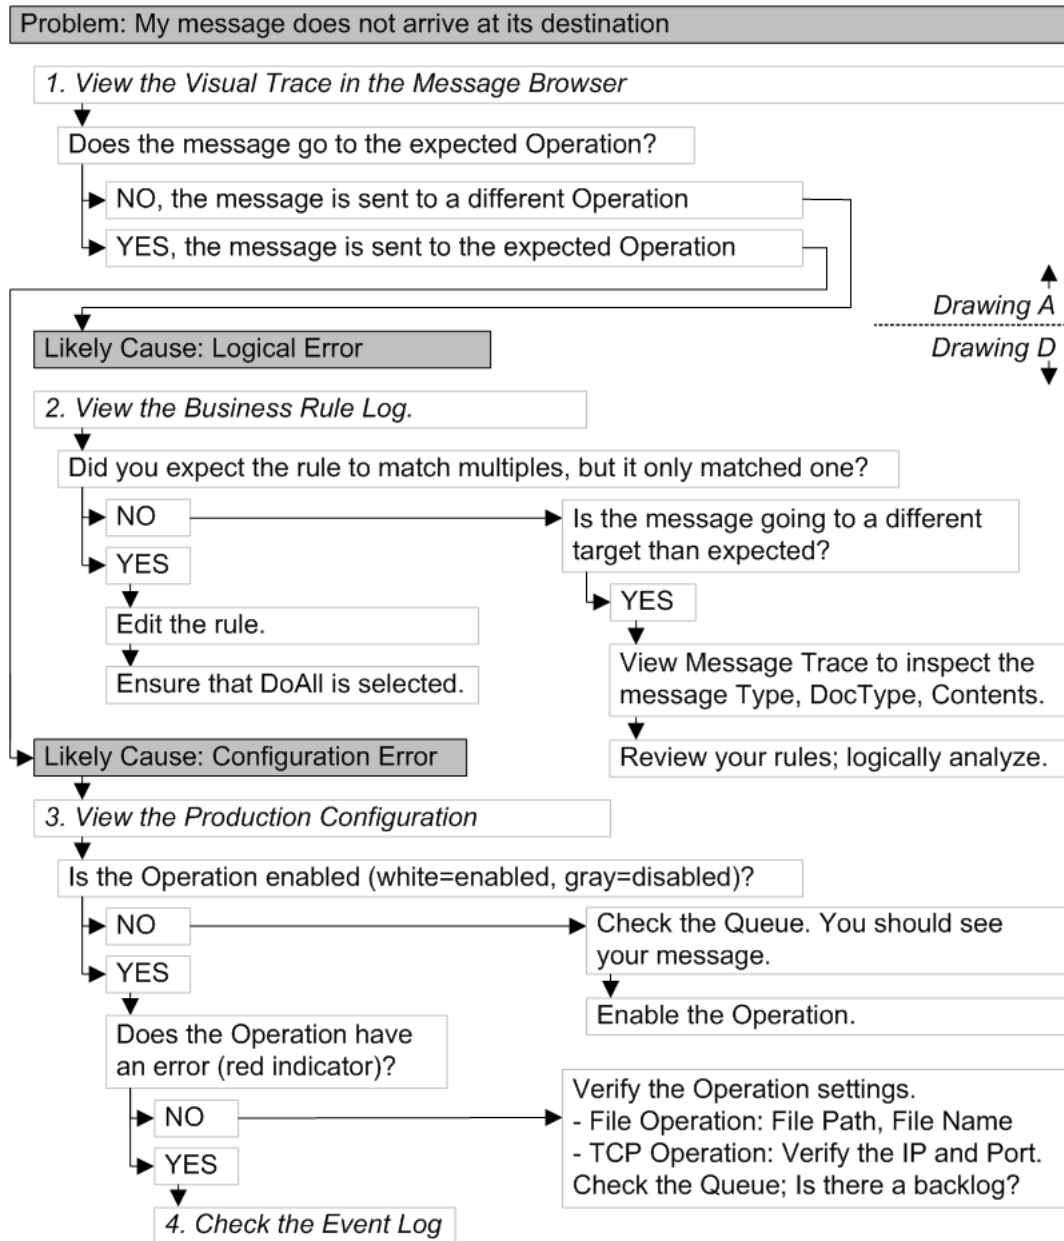 Problem: My message does not arrive at its destination
1. View the Visual Trace in the Message Browser
Does the message go to the expected Operation?
NO, the message is sent to a different Operation
YES, the message is sent to the expected Operation
Drawing A
Drawing D
Likely Cause: Logical Error
2. View the Business Rule Log.
Did you expect the rule to match multiples, but it only matched one?
NO
Is the message going to a different
target than expected?
YES
YES
Edit the rule.
Ensure that DoAll is selected.
View Message Trace to inspect the
message Type, DocType, Contents.
Review your rules; logically analyze.
Likely Cause: Configuration Error
3. View the Production Configuration
Is the Operation enabled (white=enabled, gray=disabled)?
NO
Check the Queue. You should see
your message.
Enable the Operation.
YES
Does the Operation have
an error (red indicator)?
NO
Verify the Operation settings.
- File Operation: File Path, File Name
- TCP Operation: Verify the IP and Port.
Check the Queue; Is there a backlog?
YES
4. Check the Event Log